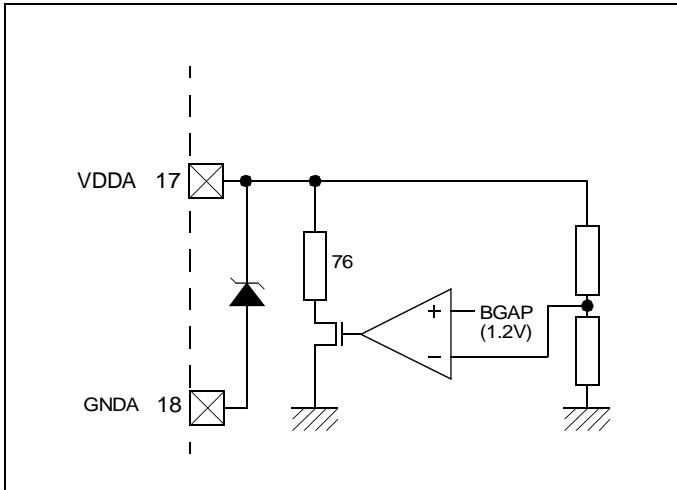 VDDA 17
76
+
BGAP
(1.2V)
−
GNDA 18